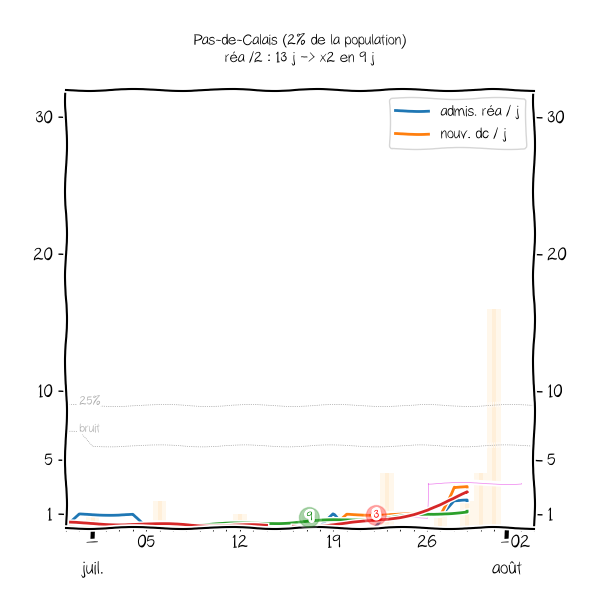 Pas-de-Calais (2% de la population)
réa /2 : 13 j -> x2 en 9 j
admis. réa / j
nouv. dc / j
30
30
20
20
10
10
25%
bruit
5
5
1
1
9
3
05
12
19
26
02
juil.
août